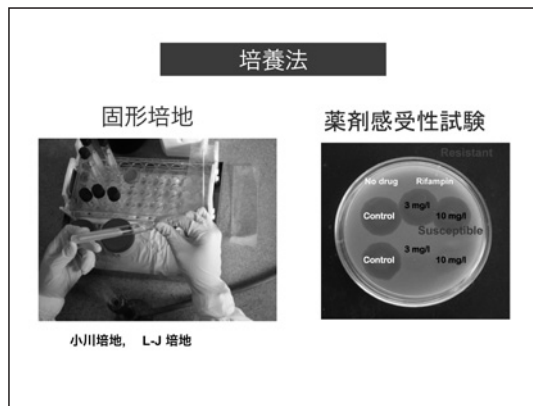 培養法
固形培地
薬剤感受性試験
Resistant
No drug Rifampin
3 mg/l
Control 10 mg/l
Susceptible
3 mg/l
Control 10 mg/l
小川培地, L-J 培地